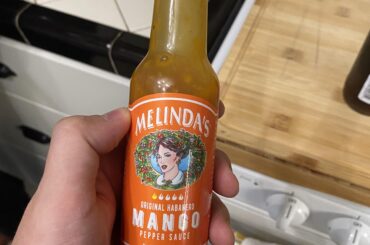 MELINDA'S
ORIGINAL HABANERO
MANGO
PEPPER SAUCE